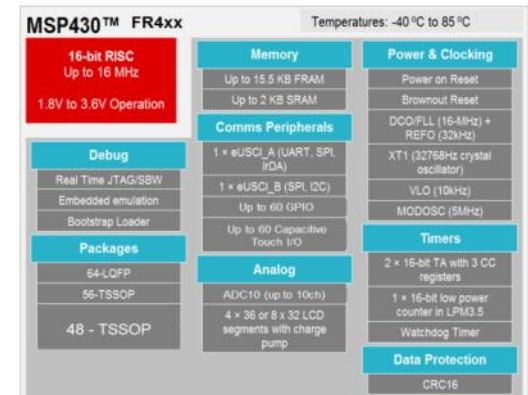 MSP430™ FR4xx
Temperatures: -40 ºC to 85 ºC
16-bit RISC
Up to 16 MHz
1.8V to 3.6V Operation
Debug
Real Time JTAG/SBW
Embedded emulation
Bootstrap Loader
Packages
64-LQFP
56-TSSOP
48 - TSSOP
Memory
Up to 15.5 KB FRAM
Up to 2 KB SRAM
Comms Peripherals
1 × eUSCI_A (UART, SPI,
IrDA)
1 × eUSCI_B (SPI, I2C)
Up to 60 GPIO
Up to 60 Capacitive
Touch I/O
Analog
ADC10 (up to 10ch)
4 × 36 or 8 x 32 LCD
segments with charge
pump
Power & Clocking
Power on Reset
Brownout Reset
DCO/FLL (16-MHz) +
REFO (32kHz)
XT1 (32768Hz crystal
oscillator)
VLO (10kHz)
MODOSC (5MHz)
Timers
2 × 16-bit TA with 3 CC
registers
1 × 16-bit low power
counter in LPM3.5
Watchdog Timer
Data Protection
CRC16